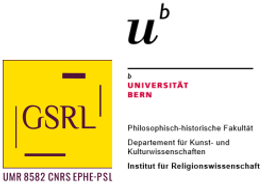 GSRL
UMR 8582 CNRS EPHE-PSL
u^b
b
UNIVERSITÄT
BERN
Philosophisch-historische Fakultät
Departement für Kunst- und
Kulturwissenschaften
Institut für Religionswissenschaft